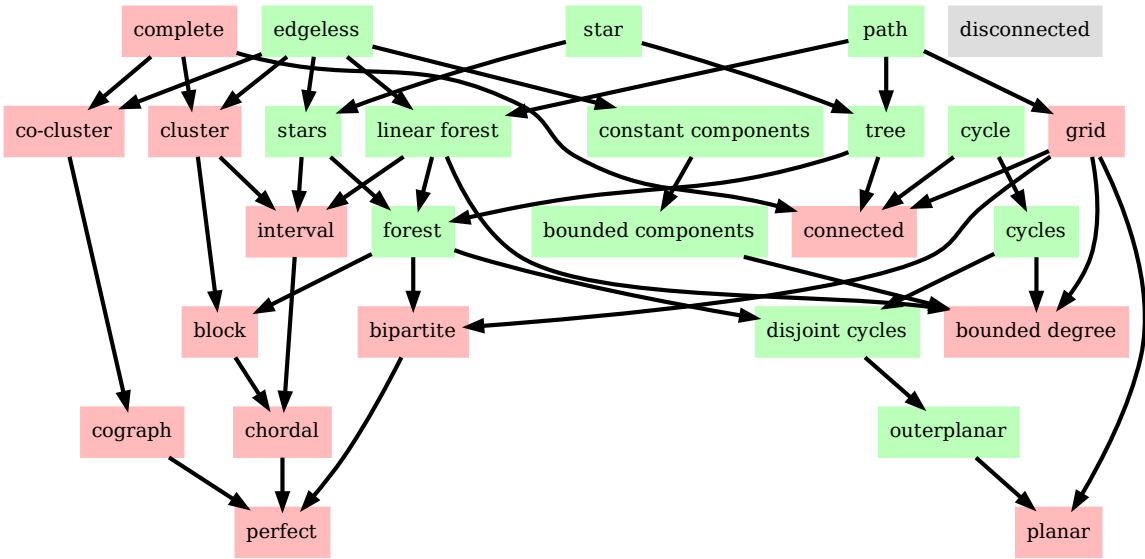 complete
edgeless
star
path
disconnected
co-cluster
cluster
stars
linear forest
constant components
tree
cycle
grid
interval
forest
bounded components
connected
cycles
block
bipartite
disjoint cycles
bounded degree
cograph
chordal
outerplanar
perfect
planar